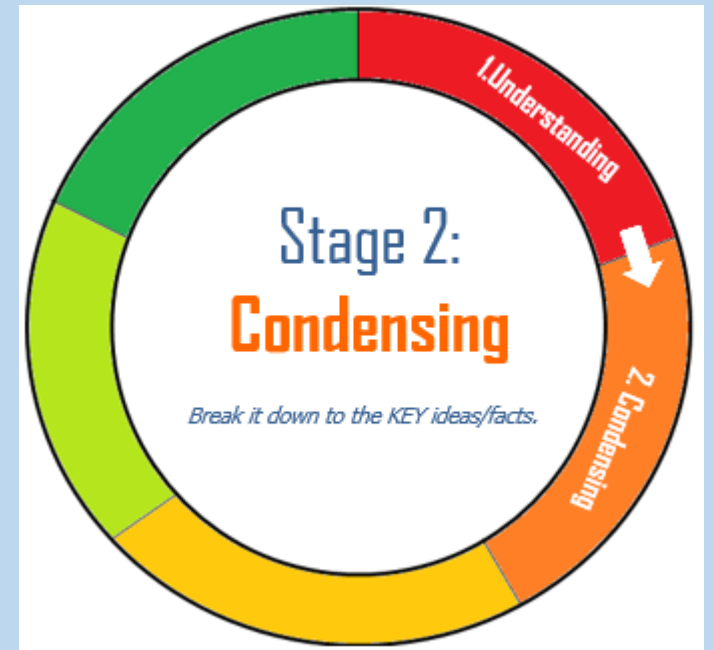 1.Understanding
Stage 2:
Condensing
Break it down to the KEY ideas/facts.
2. Condensing